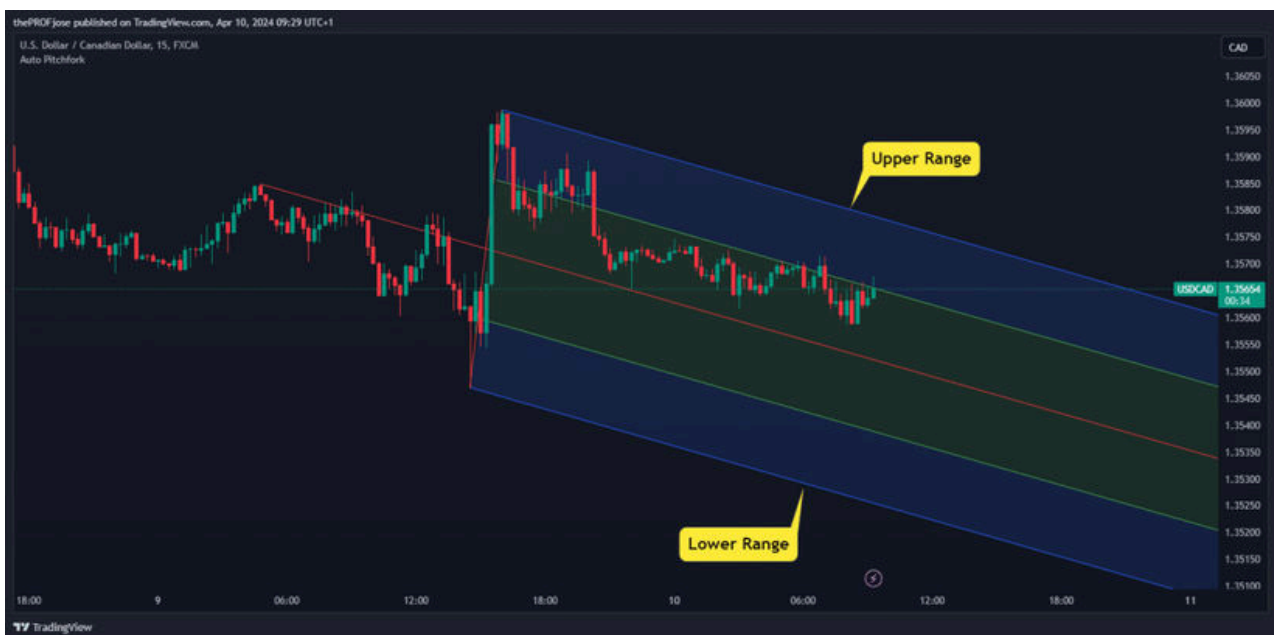 thePROFjose published on TradingView.com, Apr 10, 2024 09:29 UTC+1
U.S. Dollar / Canadian Dollar, 15, FXCM
Auto Pitchfork
CAD
1.36050
1.36000
1.35950
1.35900
1.35850
1.35800
1.35750
1.35700
USDCAD 1.35654
00:34
1.35600
1.35550
1.35500
1.35450
1.35400
1.35350
1.35300
1.35250
1.35200
1.35150
1.35100
Upper Range
Lower Range
18:00 9 06:00 12:00 18:00 10 06:00 12:00 18:00 11
TradingView